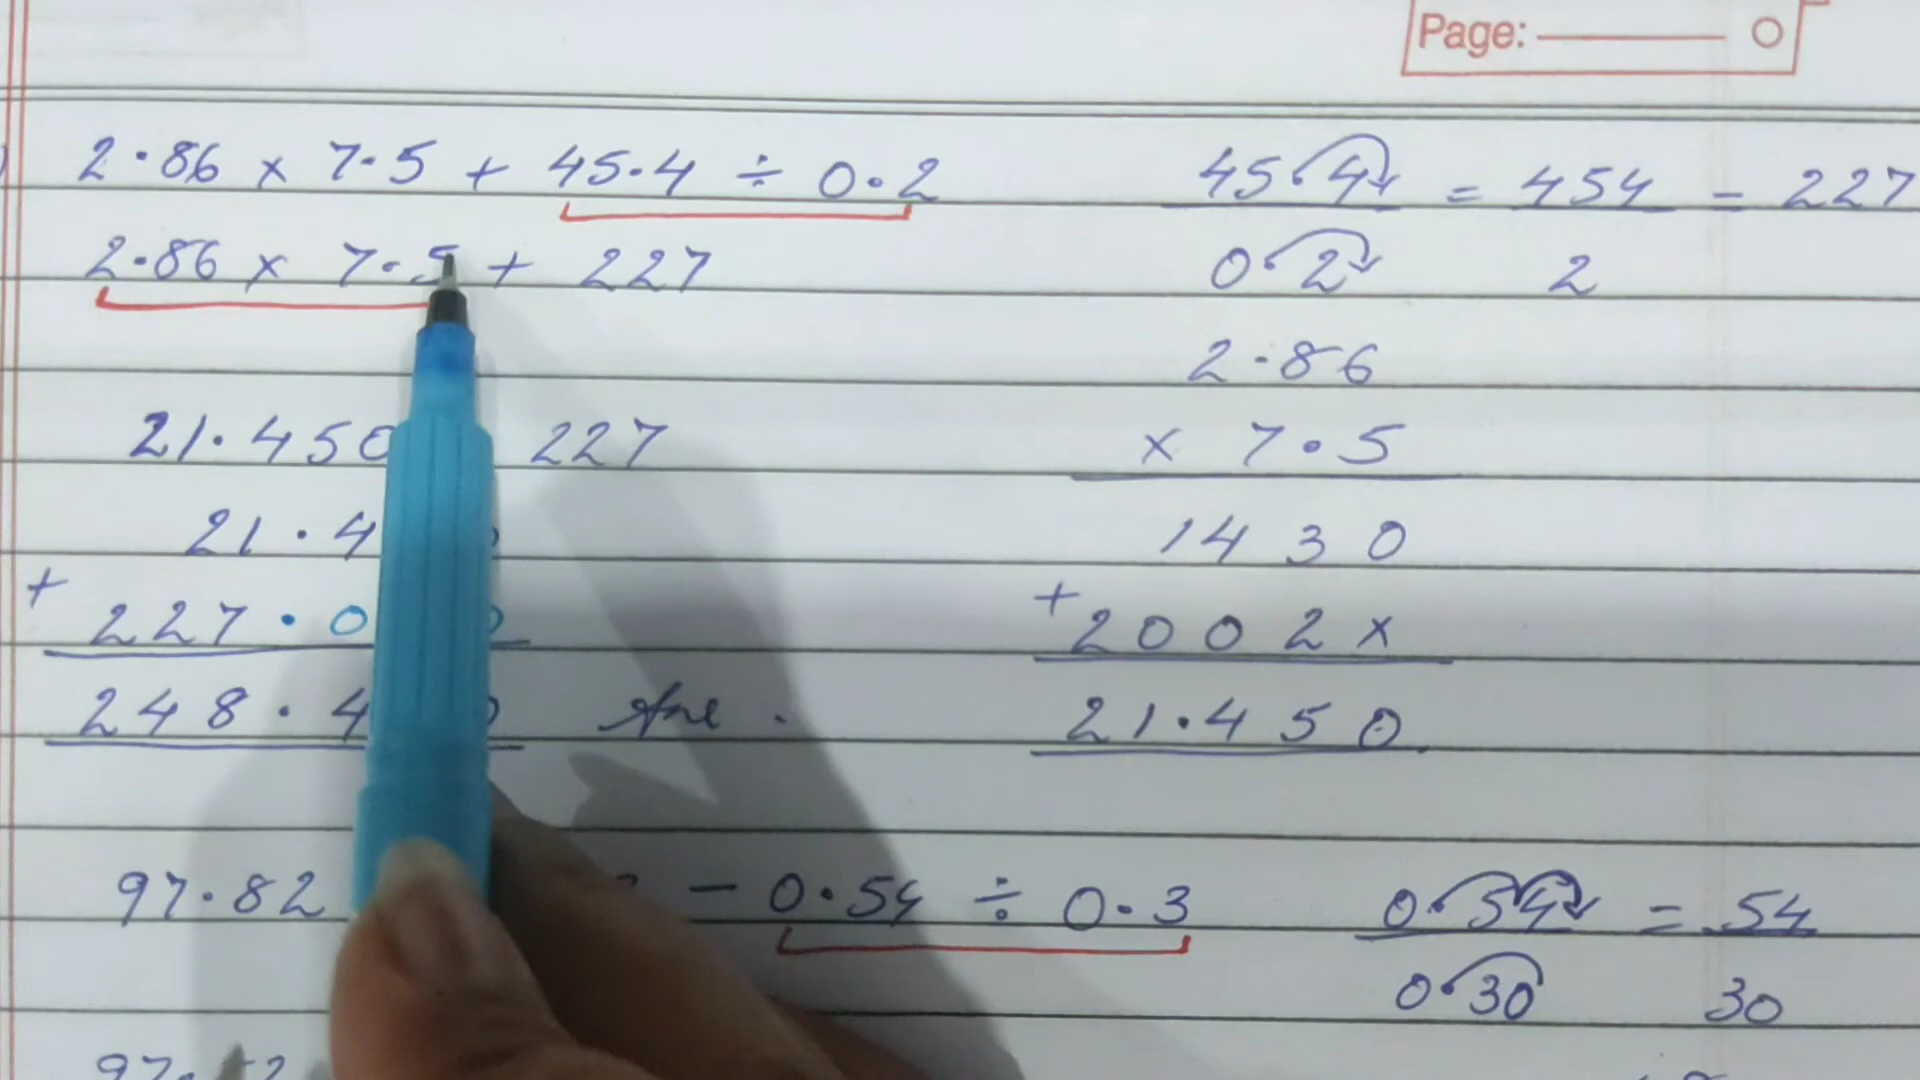 Page:
2.86 × 7.5 + 45.4 ÷ 0.2
45.4 / 0.2 = 454 / 2 = 227
2.86 × 7.5 + 227
2.86
× 7.5
21.450 227
1430
21.4
+ 2002×
+ 227.0
21.450
248.4 Ans.
97.82 - 0.54 ÷ 0.3
0.54 / 0.30 = 54 / 30